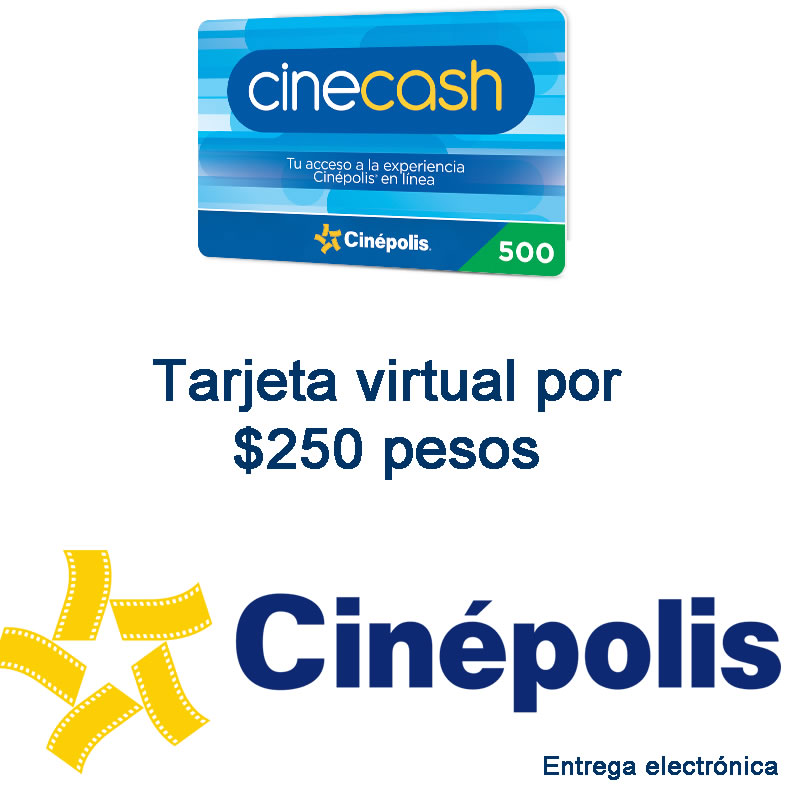 cinecash
Tu acceso a la experiencia
Cinépolis® en línea
Cinépolis.
500
Tarjeta virtual por
$250 pesos
Cinépolis
Entrega electrónica